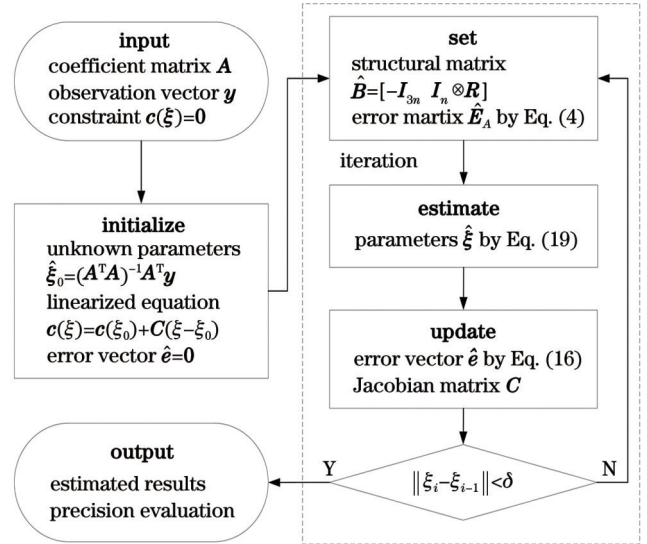 input
coefficient matrix A
observation vector y
constraint c(ξ)=0
initialize
unknown parameters
ξ̂₀=(AᵀA)⁻¹Aᵀy
linearized equation
c(ξ)=c(ξ₀)+C(ξ−ξ₀)
error vector ê=0
set
structural matrix
B̂=[−I₃ₙ Iₙ⊗R]
error martix Ê_A by Eq. (4)
iteration
estimate
parameters ξ̂ by Eq. (19)
update
error vector ê by Eq. (16)
Jacobian matrix C
‖ξᵢ−ξᵢ₋₁‖<δ
Y
N
output
estimated results
precision evaluation